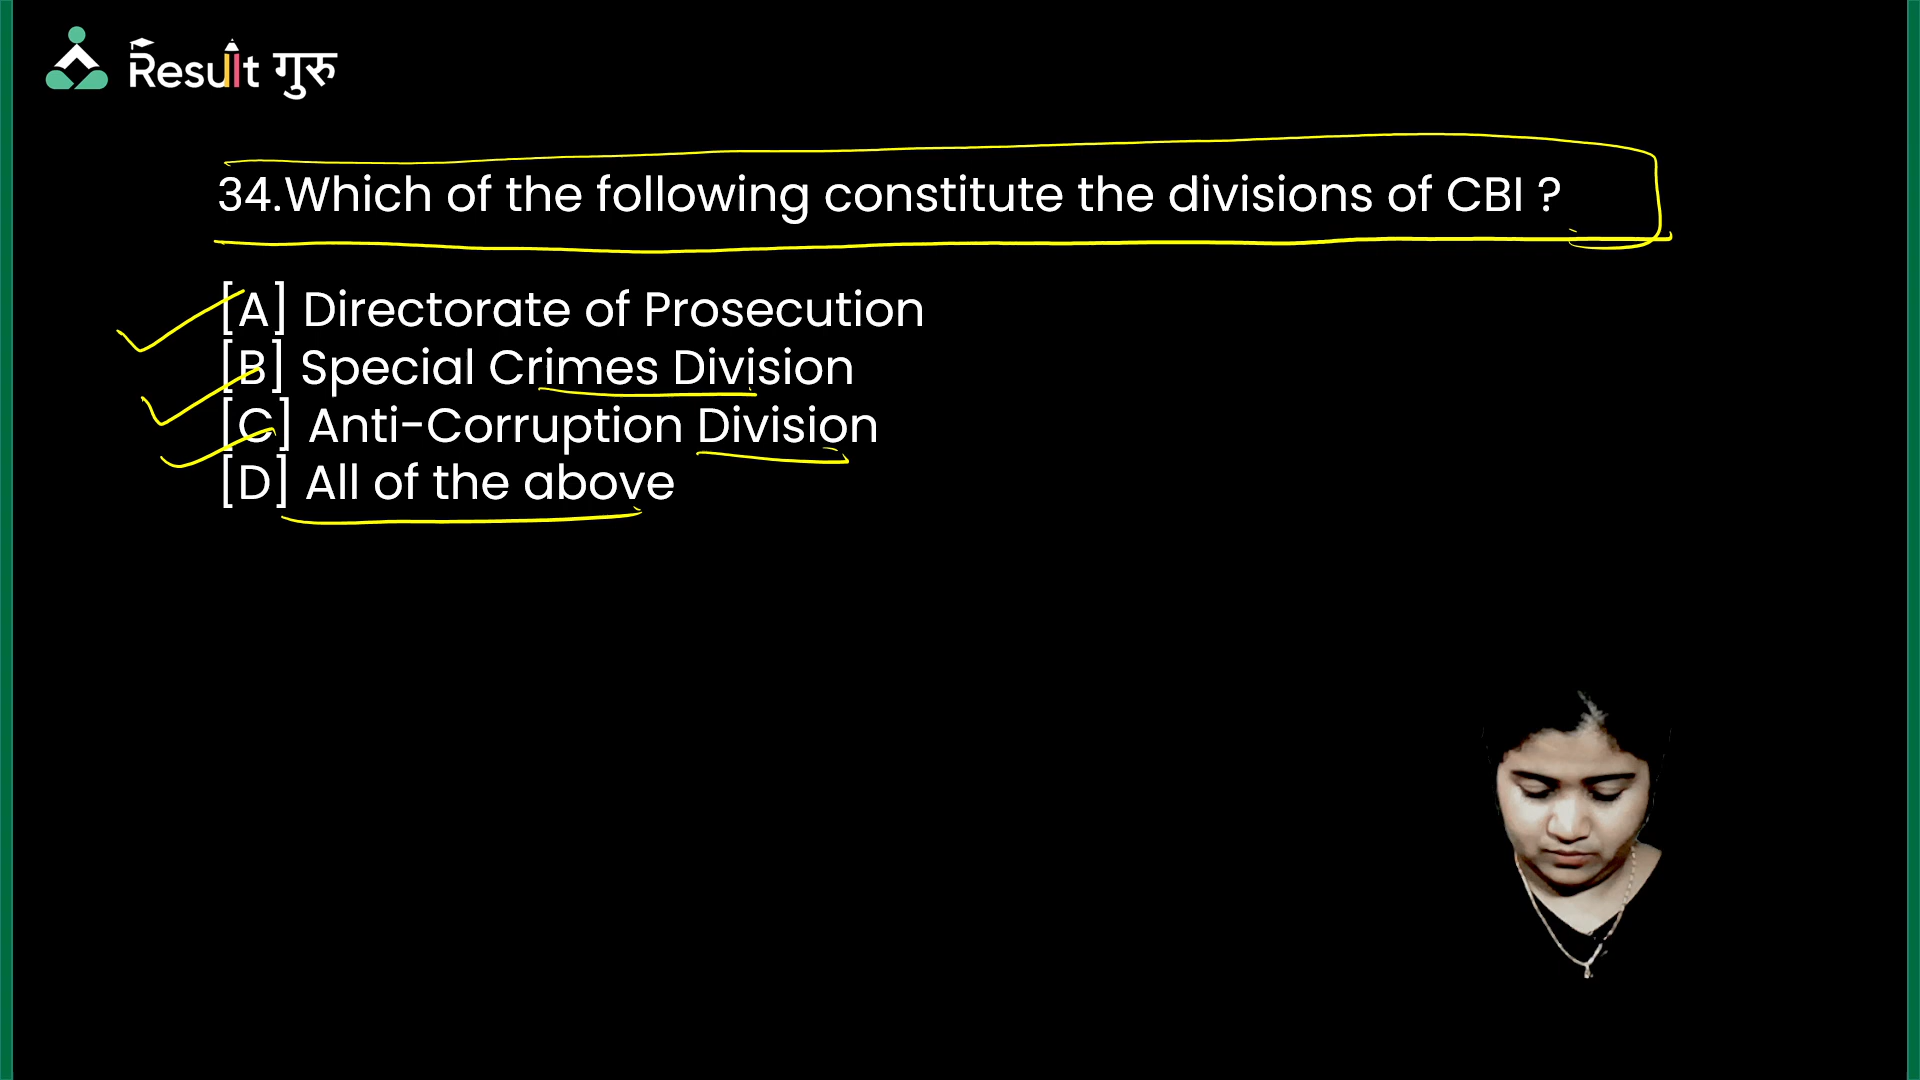 Result गुरु
34.Which of the following constitute the divisions of CBI ?
[A] Directorate of Prosecution
[B] Special Crimes Division
[C] Anti-Corruption Division
[D] All of the above